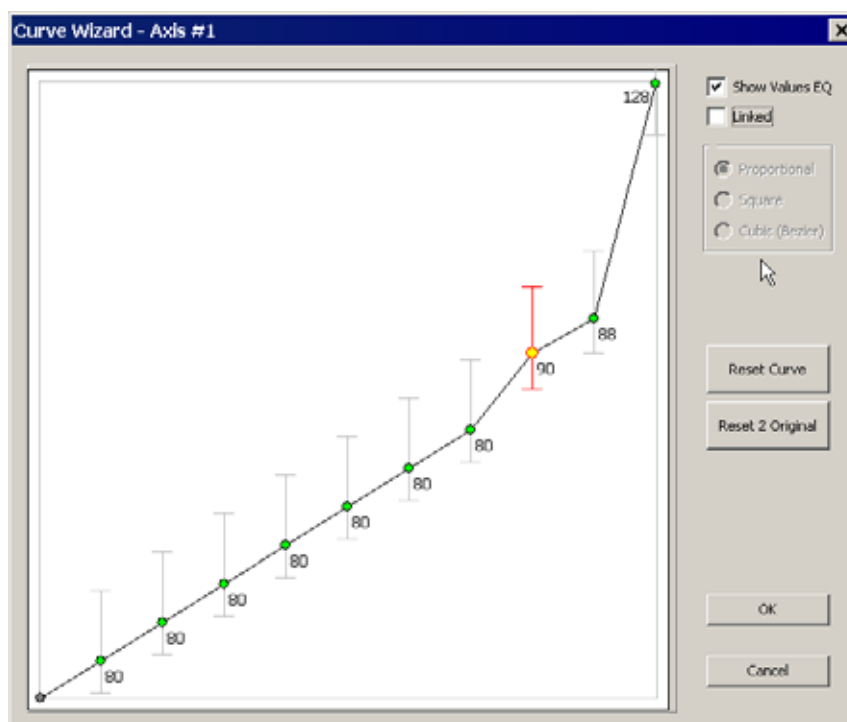 Curve Wizard - Axis #1
128
Show Values EQ
Linked
Proportional
Square
Cubic (Bezier)
88
90
Reset Curve
Reset 2 Original
80
80
80
80
80
80
80
OK
Cancel